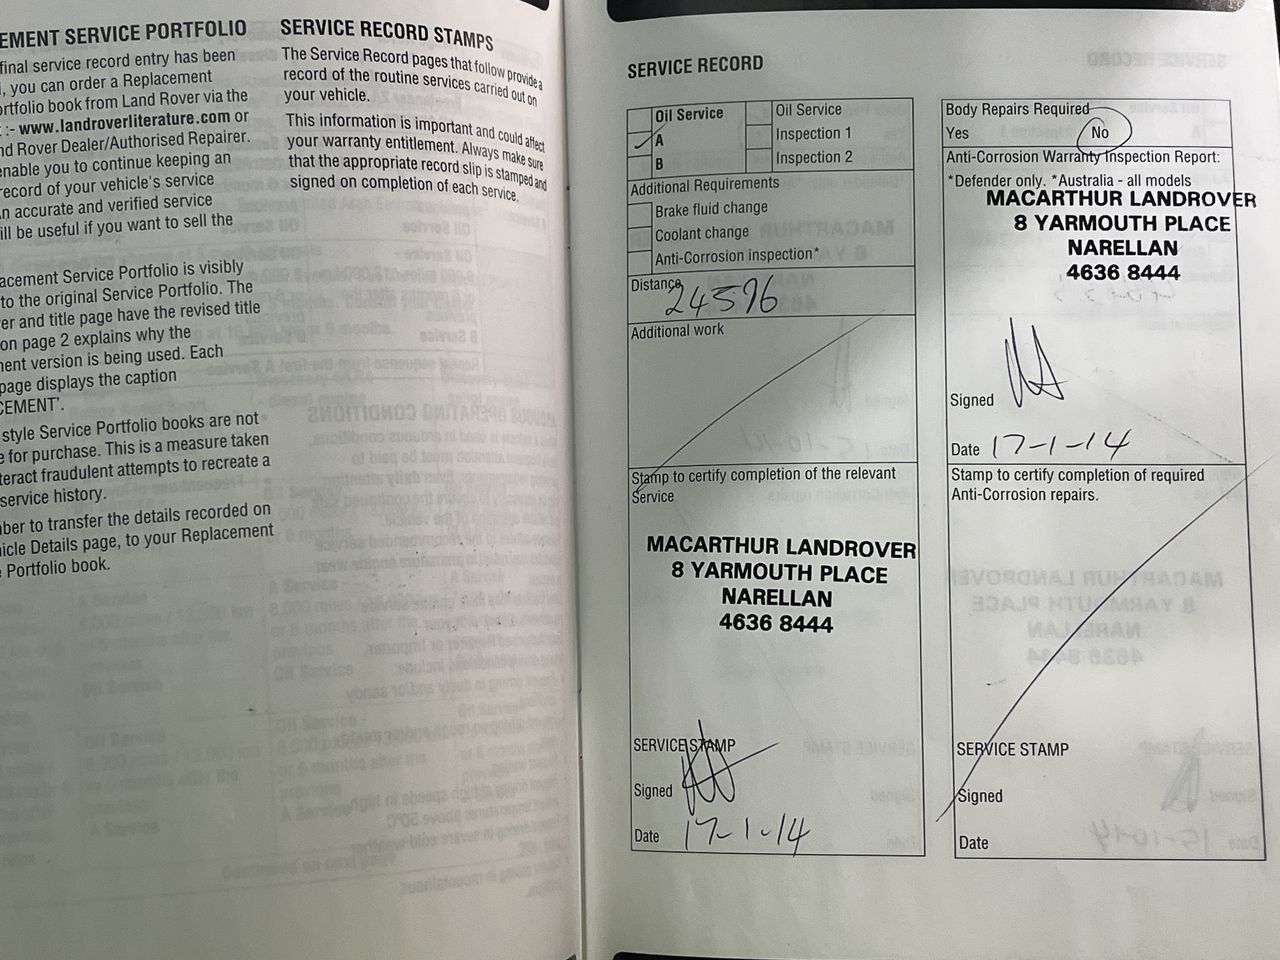 EMENT SERVICE PORTFOLIO
final service record entry has been
, you can order a Replacement
ortfolio book from Land Rover via the
:- www.landroverliterature.com or
nd Rover Dealer/Authorised Repairer.
enable you to continue keeping an
record of your vehicle's service
n accurate and verified service
ill be useful if you want to sell the
lacement Service Portfolio is visibly
to the original Service Portfolio. The
er and title page have the revised title
on page 2 explains why the
ment version is being used. Each
page displays the caption
CEMENT'.
style Service Portfolio books are not
e for purchase. This is a measure taken
teract fraudulent attempts to recreate a
service history.
ber to transfer the details recorded on
icle Details page, to your Replacement
Portfolio book.
SERVICE RECORD STAMPS
The Service Record pages that follow provide a
record of the routine services carried out on
your vehicle.
This information is important and could affect
your warranty entitlement. Always make sure
that the appropriate record slip is stamped and
signed on completion of each service.
SERVICE RECORD
Oil Service
A
B
Oil Service
Inspection 1
Inspection 2
Additional Requirements
Brake fluid change
Coolant change
Anti-Corrosion inspection*
Distance
24596
Additional work
Stamp to certify completion of the relevant
Service
MACARTHUR LANDROVER
8 YARMOUTH PLACE
NARELLAN
4636 8444
SERVICE STAMP
Signed
Date 17-1-14
Body Repairs Required
Yes No
Anti-Corrosion Warranty Inspection Report:
*Defender only. *Australia - all models
MACARTHUR LANDROVER
8 YARMOUTH PLACE
NARELLAN
4636 8444
Signed
Date 17-1-14
Stamp to certify completion of required
Anti-Corrosion repairs.
SERVICE STAMP
Signed
Date